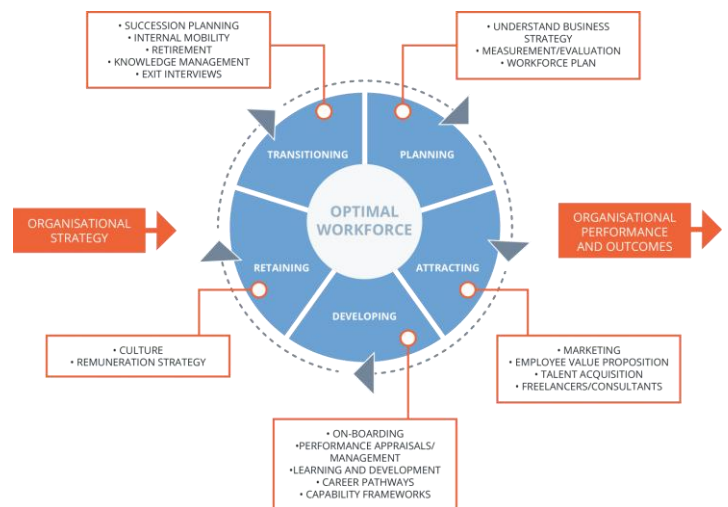 • SUCCESSION PLANNING
• INTERNAL MOBILITY
• RETIREMENT
• KNOWLEDGE MANAGEMENT
• EXIT INTERVIEWS
• UNDERSTAND BUSINESS
STRATEGY
• MEASUREMENT/EVALUATION
• WORKFORCE PLAN
TRANSITIONING
PLANNING
ORGANISATIONAL
STRATEGY
OPTIMAL
WORKFORCE
ORGANISATIONAL
PERFORMANCE
AND OUTCOMES
RETAINING
ATTRACTING
DEVELOPING
• CULTURE
• REMUNERATION STRATEGY
• MARKETING
• EMPLOYEE VALUE PROPOSITION
• TALENT ACQUISITION
• FREELANCERS/CONSULTANTS
• ON-BOARDING
•PERFORMANCE APPRAISALS/
MANAGEMENT
•LEARNING AND DEVELOPMENT
• CAREER PATHWAYS
• CAPABILITY FRAMEWORKS